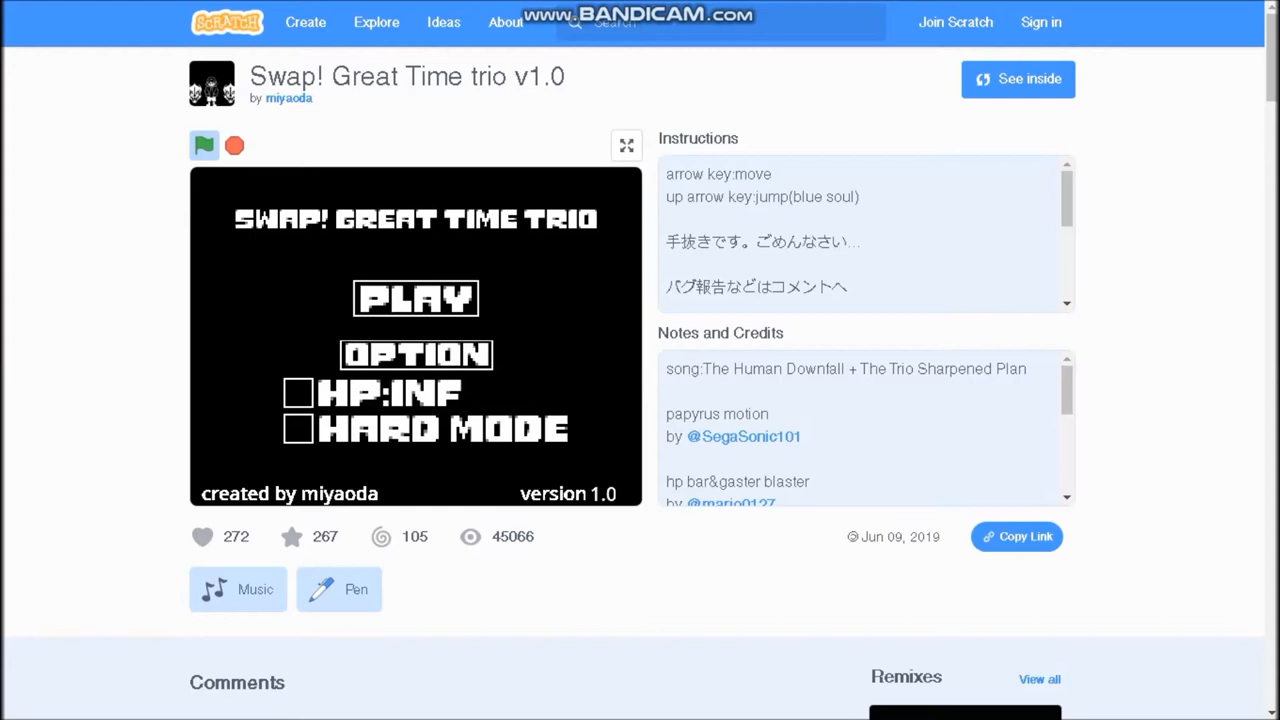 www.BANDICAM.com
SCRATCH Create Explore Ideas About Search Join Scratch Sign in
Swap! Great Time trio v1.0
by miyaoda
See inside
Instructions
arrow key:move
up arrow key:jump(blue soul)
手抜きです。ごめんなさい...
バグ報告などはコメントへ
SWAP! GREAT TIME TRIO
PLAY
OPTION
HP:INF
HARD MODE
created by miyaoda version 1.0
Notes and Credits
song:The Human Downfall + The Trio Sharpened Plan
papyrus motion
by @SegaSonic101
hp bar&gaster blaster
by @mario0127
272 267 105 45066
© Jun 09, 2019
Copy Link
Music Pen
Comments
Remixes View all